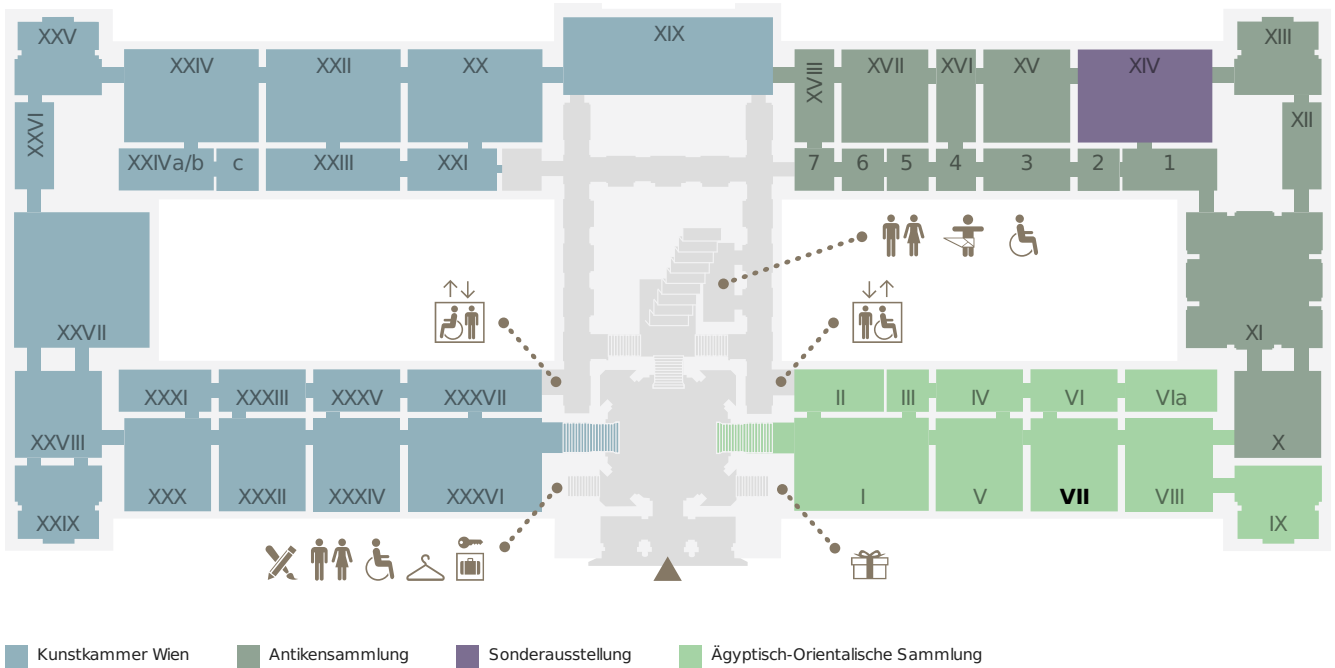 XXV XXIV XXII XX XIX XVIII XVII XVI XV XIV XIII
XXVI XII
XXIVa/b c XXIII XXI 7 6 5 4 3 2 1
XXVII XI
XXXI XXXIII XXXV XXXVII II III IV VI VIa
XXVIII X
XXX XXXII XXXIV XXXVI I V VII VIII
XXIX IX
Kunstkammer Wien Antikensammlung Sonderausstellung Ägyptisch-Orientalische Sammlung